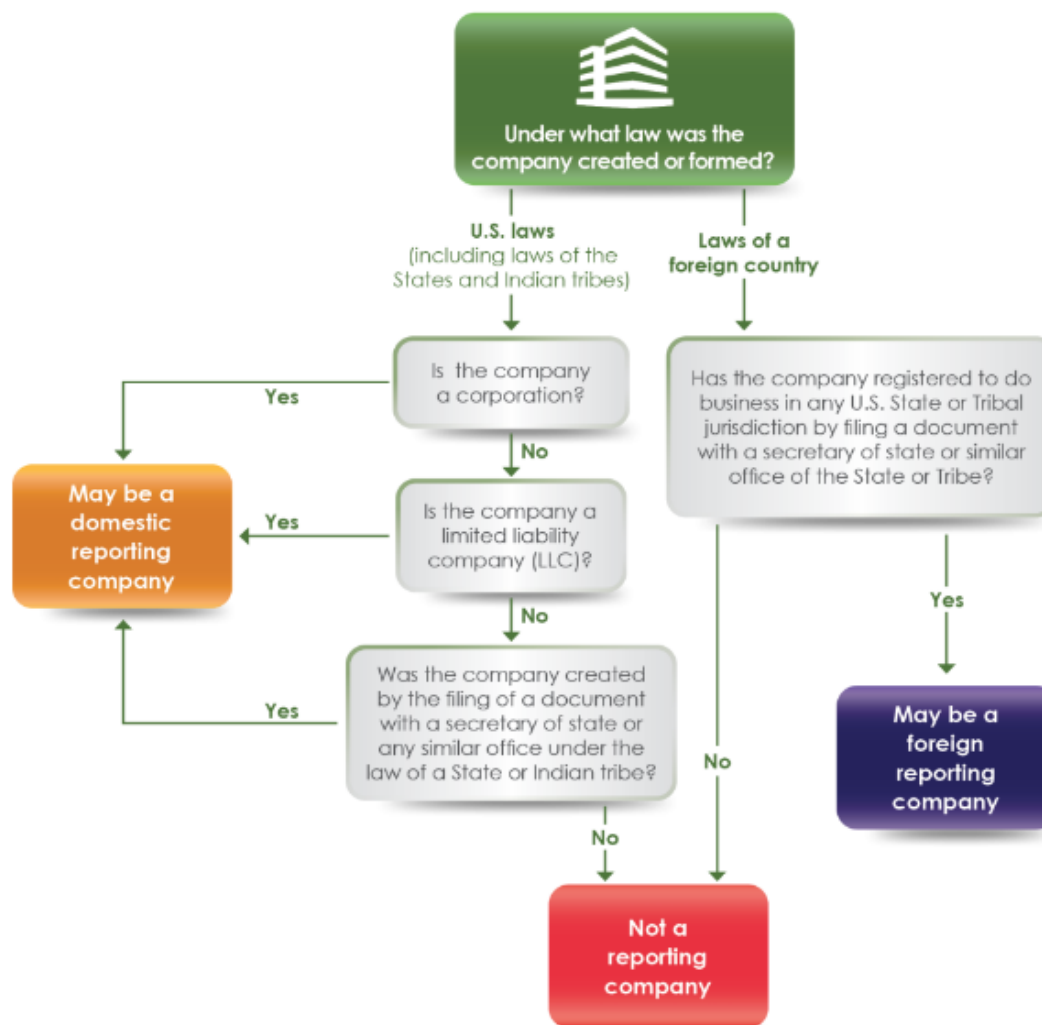 Under what law was the
company created or formed?
U.S. laws
(including laws of the
States and Indian tribes)
Laws of a
foreign country
Is the company
a corporation?
Yes
No
Has the company registered to do
business in any U.S. State or Tribal
jurisdiction by filing a document
with a secretary of state or similar
office of the State or Tribe?
May be a
domestic
reporting
company
Yes
Is the company a
limited liability
company (LLC)?
No
Yes
Was the company created
by the filing of a document
with a secretary of state or
any similar office under the
law of a State or Indian tribe?
Yes
No
No
May be a
foreign
reporting
company
Not a
reporting
company